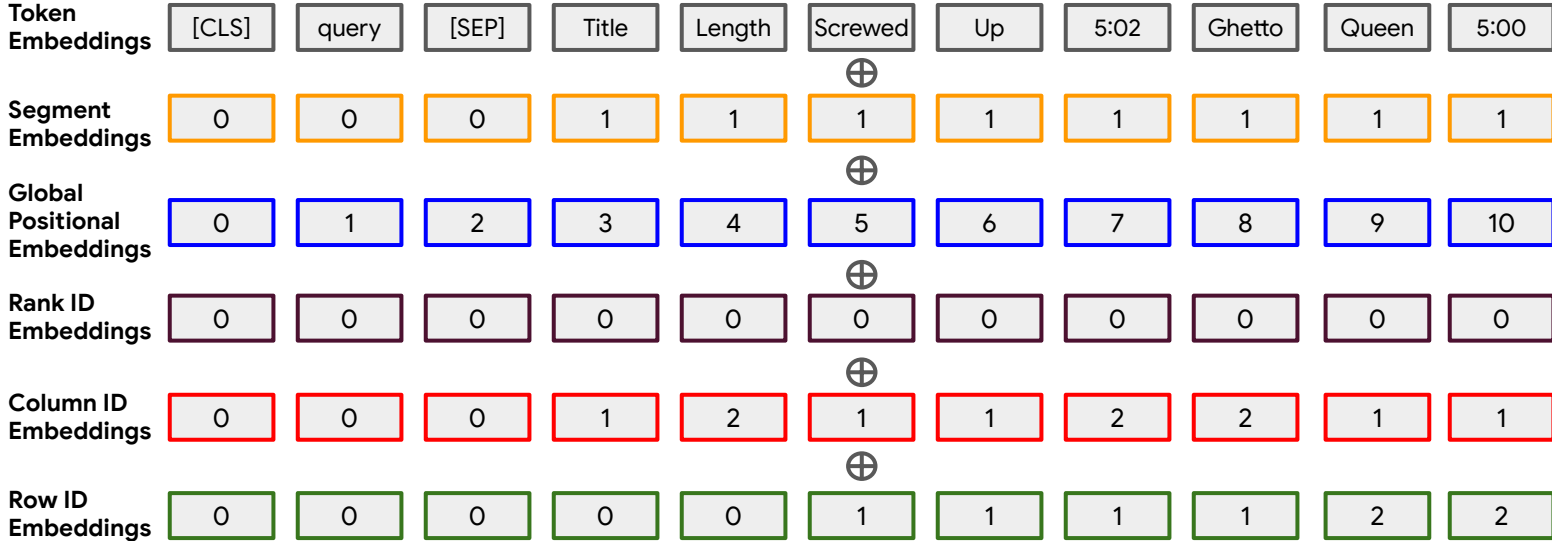 Token
Embeddings
[CLS] query [SEP] Title Length Screwed Up 5:02 Ghetto Queen 5:00
Segment
Embeddings
0 0 0 1 1 1 1 1 1 1 1
Global
Positional
Embeddings
0 1 2 3 4 5 6 7 8 9 10
Rank ID
Embeddings
0 0 0 0 0 0 0 0 0 0 0
Column ID
Embeddings
0 0 0 1 2 1 1 2 2 1 1
Row ID
Embeddings
0 0 0 0 0 1 1 1 1 2 2